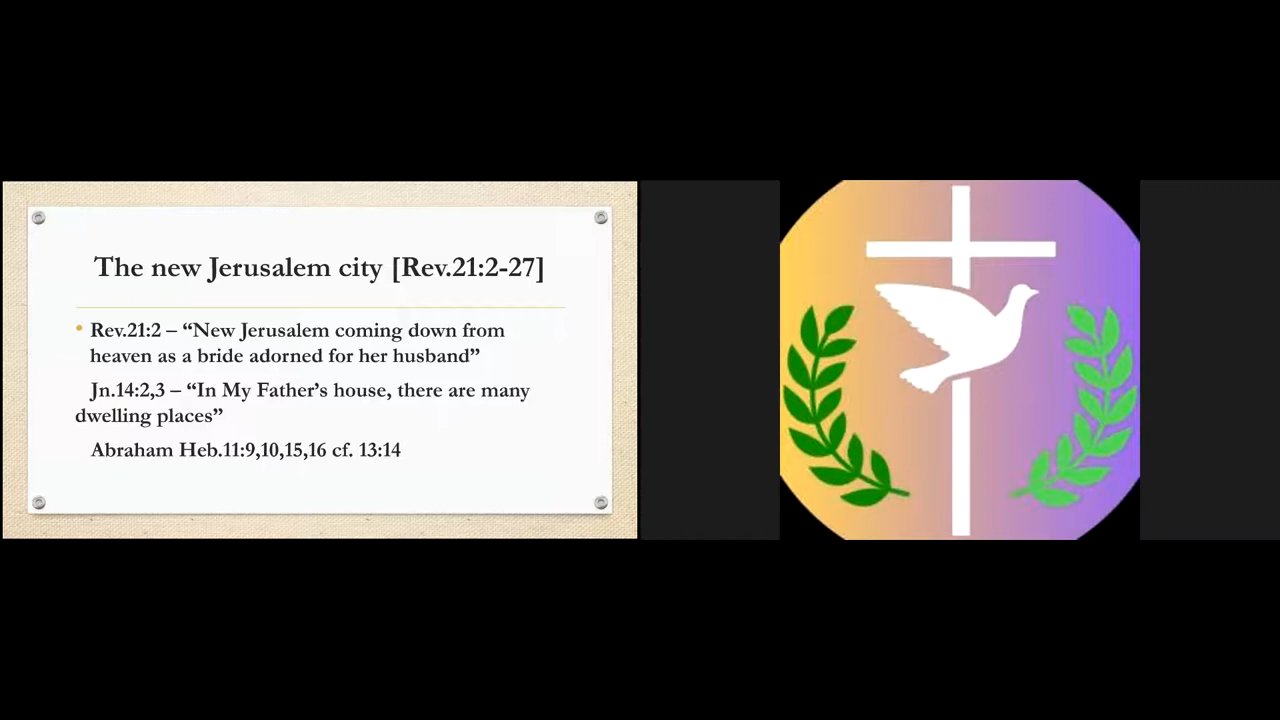 The new Jerusalem city [Rev.21:2-27]
• Rev.21:2 – “New Jerusalem coming down from
heaven as a bride adorned for her husband”
Jn.14:2,3 – “In My Father’s house, there are many
dwelling places”
Abraham Heb.11:9,10,15,16 cf. 13:14